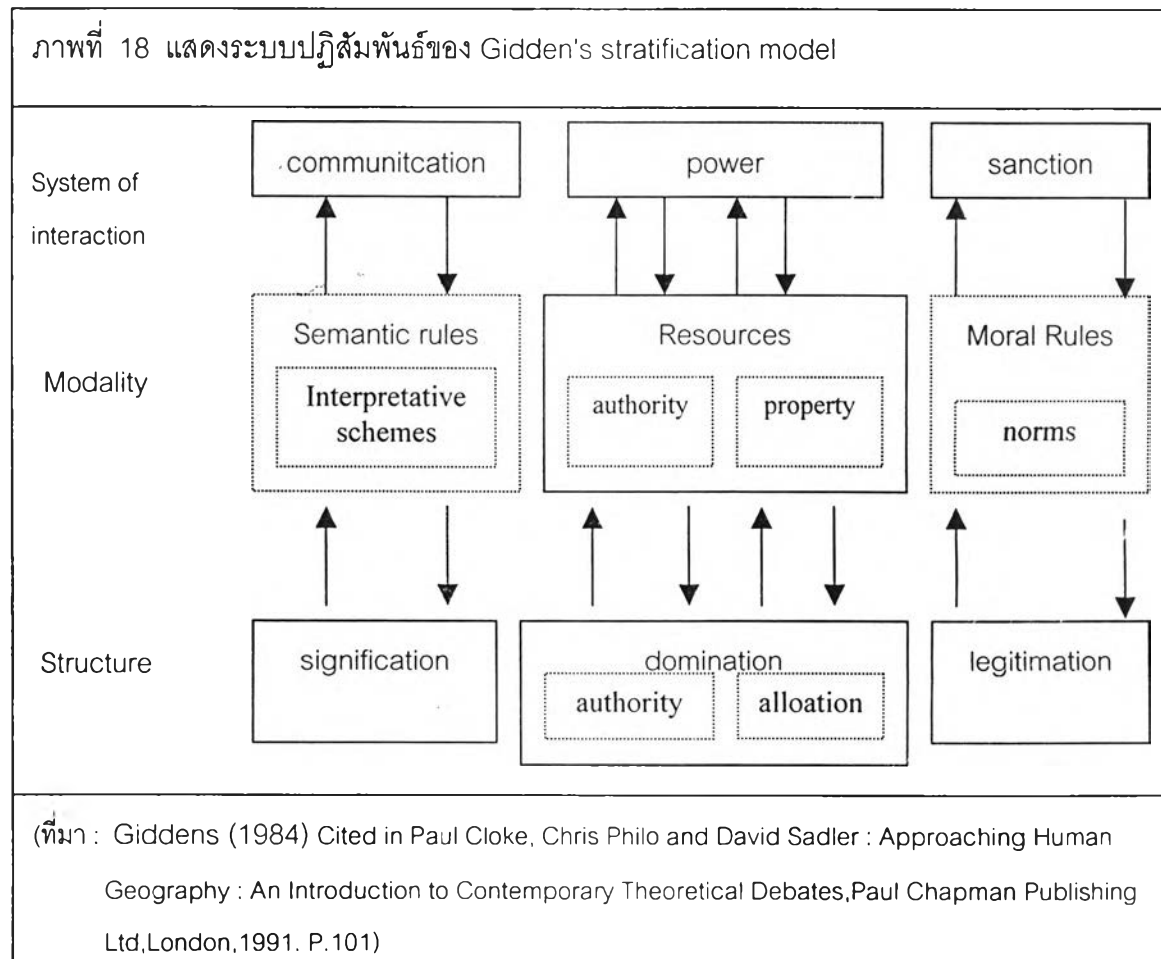 ภาพที่ 18 แสดงระบบปฏิสัมพันธ์ของ Gidden's stratification model
communitcation power sanction
System of
interaction
Semantic rules Resources Moral Rules
Modality
Interpretative
schemes
authority property
norms
Structure
signification domination legitimation
authority alloation
(ที่มา : Giddens (1984) Cited in Paul Cloke, Chris Philo and David Sadler : Approaching Human
Geography : An Introduction to Contemporary Theoretical Debates,Paul Chapman Publishing
Ltd,London,1991. P.101)